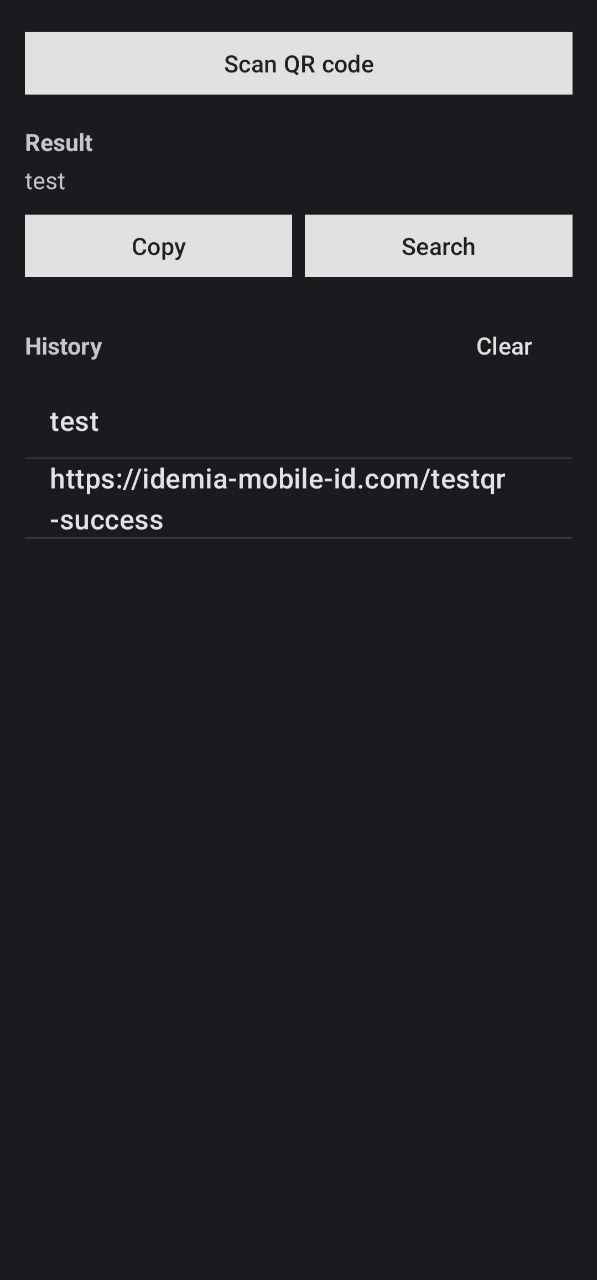 Scan QR code
Result
test
Copy Search
History Clear
test
https://idemia-mobile-id.com/testqr
-success